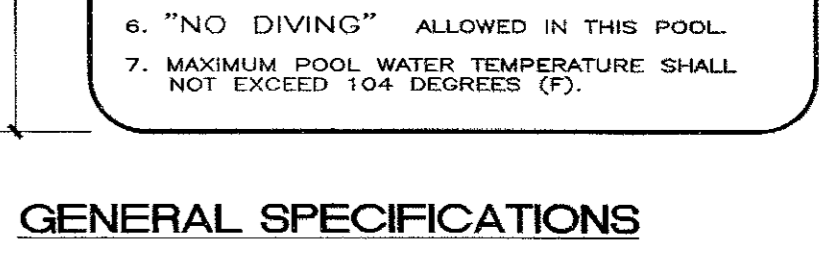 6. "NO DIVING" ALLOWED IN THIS POOL.
7. MAXIMUM POOL WATER TEMPERATURE SHALL
NOT EXCEED 104 DEGREES (F).
GENERAL SPECIFICATIONS